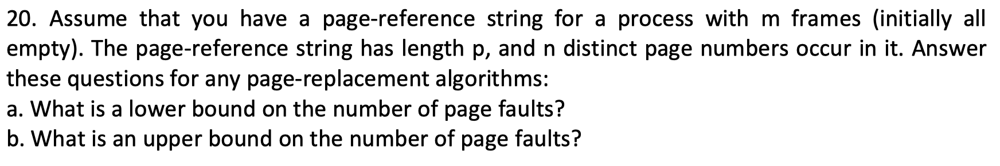 20. Assume that you have a page-reference string for a process with m frames (initially all
empty). The page-reference string has length p, and n distinct page numbers occur in it. Answer
these questions for any page-replacement algorithms:
a. What is a lower bound on the number of page faults?
b. What is an upper bound on the number of page faults?